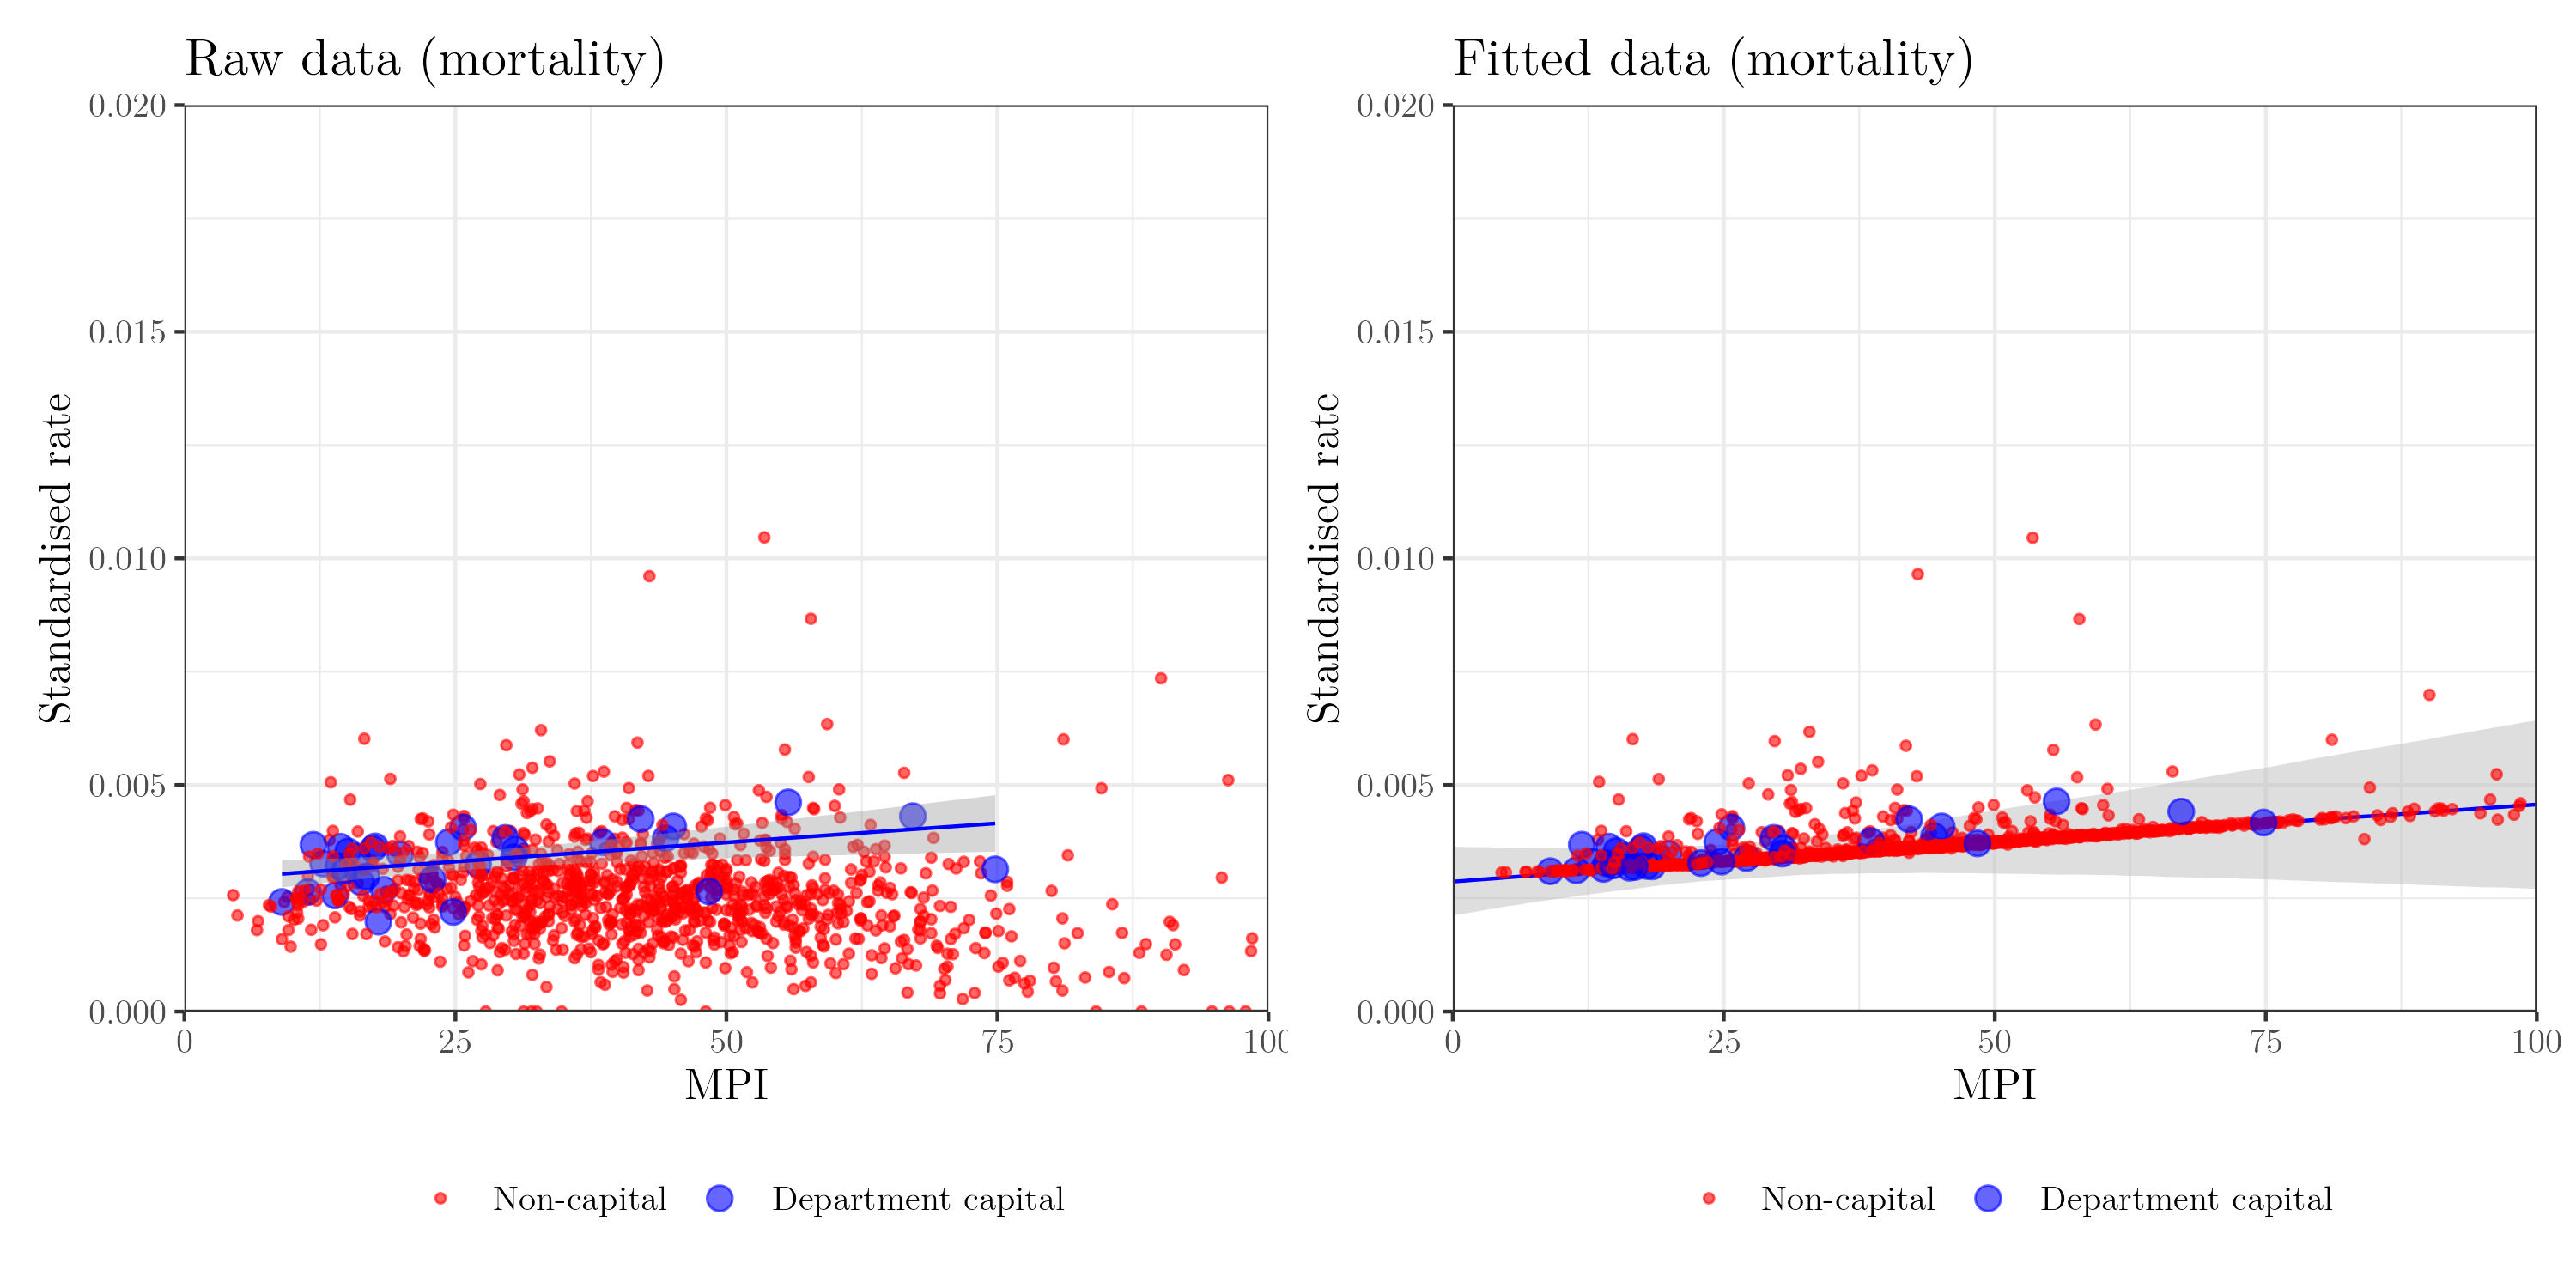 Raw data (mortality)
Standardised rate
0.020
0.015
0.010
0.005
0.000
0
25
50
75
100
MPI
Non-capital
Department capital
Fitted data (mortality)
Standardised rate
0.020
0.015
0.010
0.005
0.000
0
25
50
75
100
MPI
Non-capital
Department capital